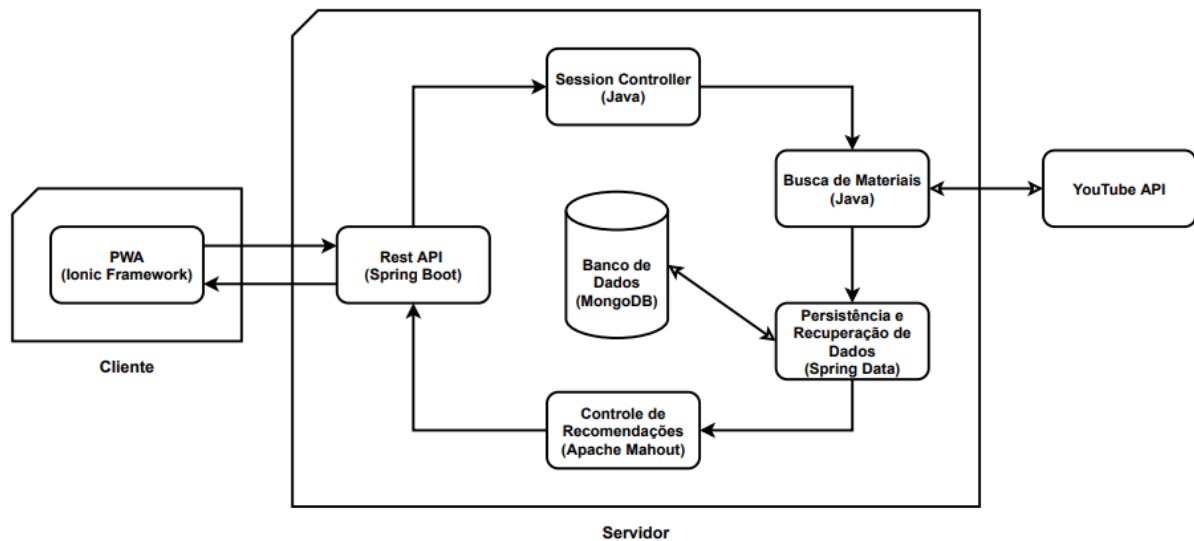 Session Controller
(Java)
Busca de Materiais
(Java)
YouTube API
PWA
(Ionic Framework)
Rest API
(Spring Boot)
Banco de
Dados
(MongoDB)
Persistência e
Recuperação de
Dados
(Spring Data)
Cliente
Controle de
Recomendações
(Apache Mahout)
Servidor